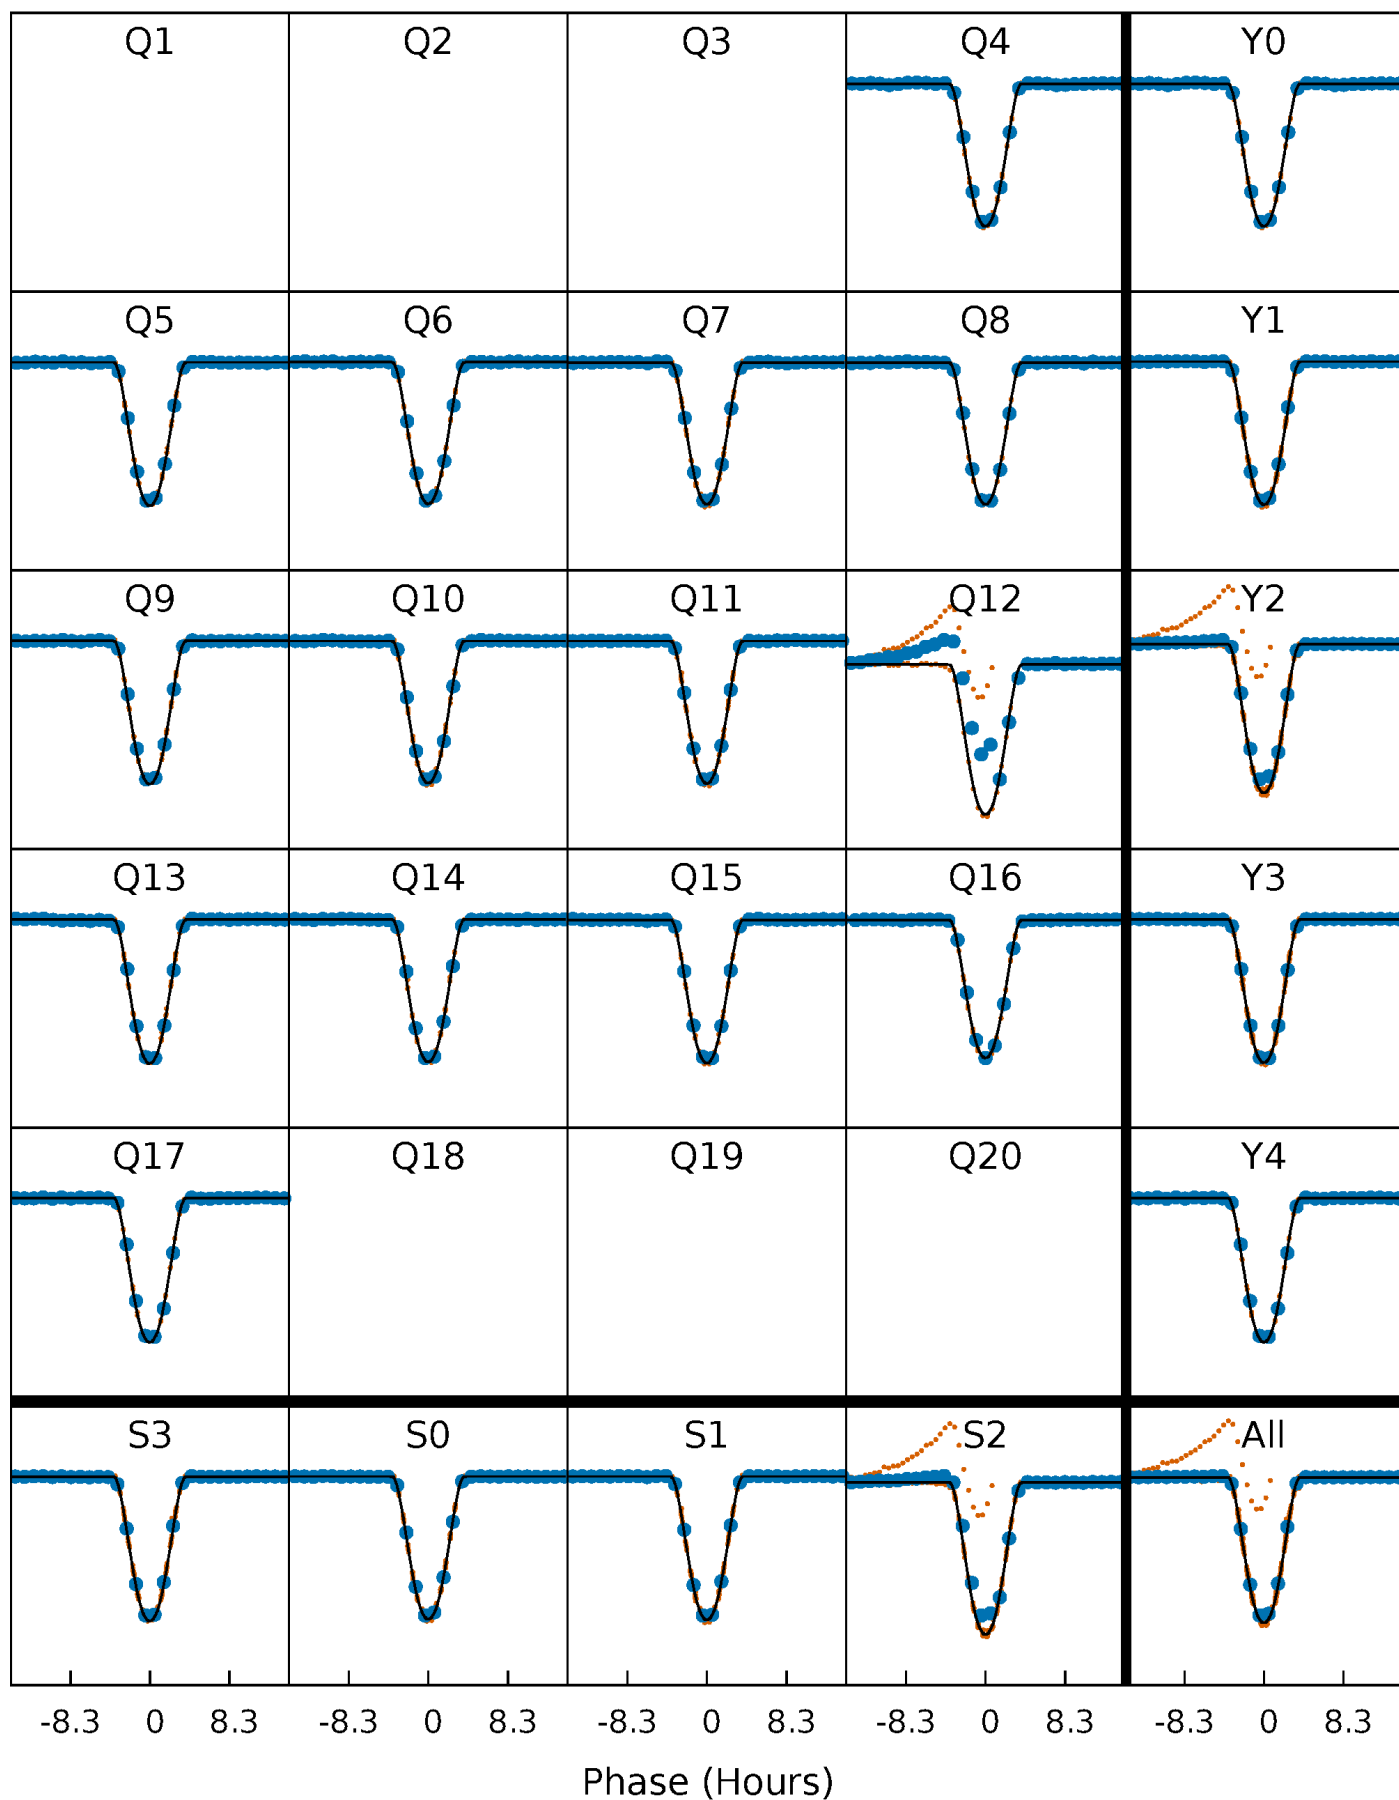 Q1 Q2 Q3 Q4 Y0
Q5 Q6 Q7 Q8 Y1
Q9 Q10 Q11 Q12 Y2
Q13 Q14 Q15 Q16 Y3
Q17 Q18 Q19 Q20 Y4
S3 S0 S1 S2 All
-8.3 0 8.3 -8.3 0 8.3 -8.3 0 8.3 -8.3 0 8.3 -8.3 0 8.3
Phase (Hours)